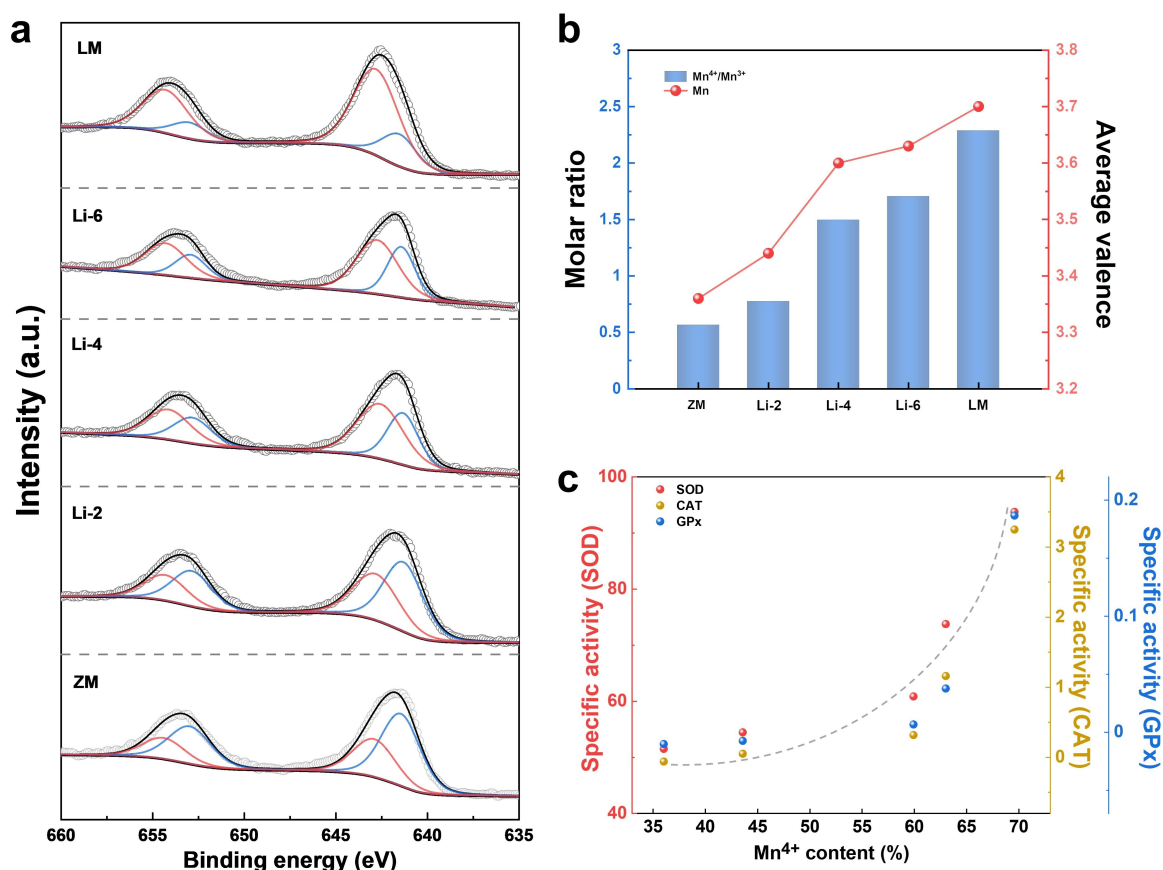 a
LM
Li-6
Li-4
Li-2
ZM
Intensity (a.u.)
660
655
650
645
640
635
Binding energy (eV)
b
3
2.5
2
1.5
1
0.5
0
Molar ratio
Mn⁴⁺/Mn³⁺
Mn
3.8
3.7
3.6
3.5
3.4
3.3
3.2
Average valence
ZM
Li-2
Li-4
Li-6
LM
c
100
80
60
40
Specific activity (SOD)
SOD
CAT
GPx
4
3
2
1
0
Specific activity (CAT)
0.2
0.1
0
Specific activity (GPx)
35
40
45
50
55
60
65
70
Mn⁴⁺ content (%)